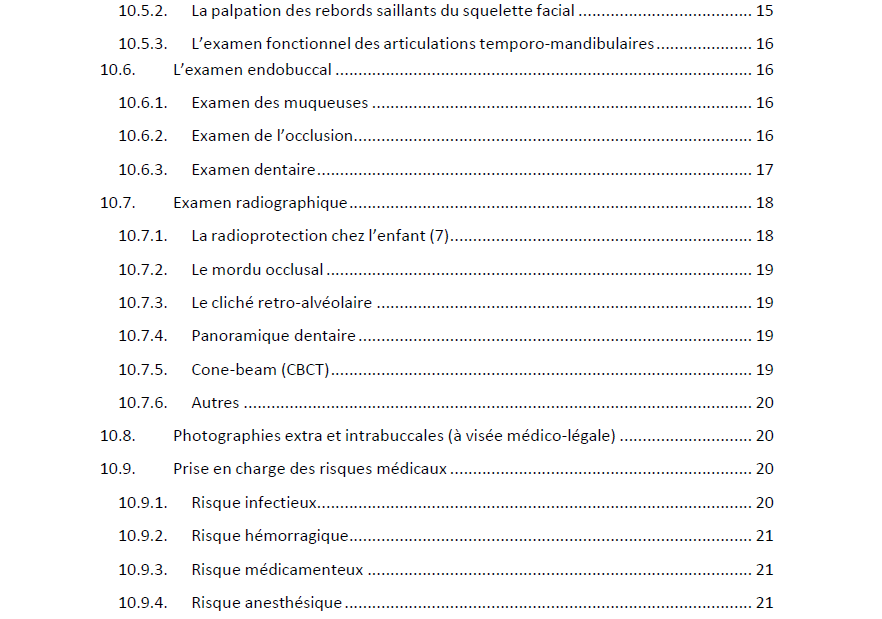 10.5.2. La palpation des rebords saillants du squelette facial ........................................ 15
10.5.3. L’examen fonctionnel des articulations temporo-mandibulaires ...................... 16
10.6. L’examen endobuccal ........................................................................................ 16
10.6.1. Examen des muqueuses ................................................................................ 16
10.6.2. Examen de l’occlusion.................................................................................... 16
10.6.3. Examen dentaire ............................................................................................ 17
10.7. Examen radiographique ..................................................................................... 18
10.7.1. La radioprotection chez l’enfant (7)................................................................ 18
10.7.2. Le mordu occlusal .......................................................................................... 19
10.7.3. Le cliché retro-alvéolaire ............................................................................... 19
10.7.4. Panoramique dentaire ................................................................................... 19
10.7.5. Cone-beam (CBCT)......................................................................................... 19
10.7.6. Autres ............................................................................................................ 20
10.8. Photographies extra et intrabuccales (à visée médico-légale) ............................ 20
10.9. Prise en charge des risques médicaux ................................................................ 20
10.9.1. Risque infectieux............................................................................................ 20
10.9.2. Risque hémorragique..................................................................................... 21
10.9.3. Risque médicamenteux ................................................................................. 21
10.9.4. Risque anesthésique ...................................................................................... 21